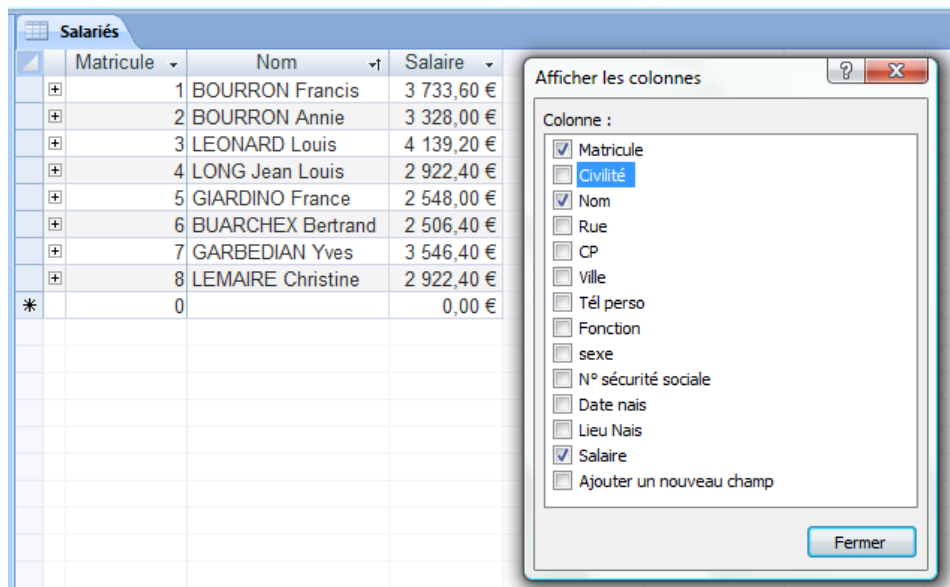 Salariés
Matricule Nom Salaire
1 BOURRON Francis 3 733,60 €
2 BOURRON Annie 3 328,00 €
3 LEONARD Louis 4 139,20 €
4 LONG Jean Louis 2 922,40 €
5 GIARDINO France 2 548,00 €
6 BUARCHEX Bertrand 2 506,40 €
7 GARBEDIAN Yves 3 546,40 €
8 LEMAIRE Christine 2 922,40 €
0 0,00 €
Afficher les colonnes
Colonne :
Matricule
Civilité
Nom
Rue
CP
Ville
Tél perso
Fonction
sexe
N° sécurité sociale
Date nais
Lieu Nais
Salaire
Ajouter un nouveau champ
Fermer